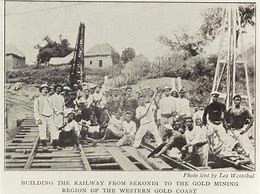 Photo lent by Leo Weinthal
BUILDING THE RAILWAY FROM SEKONDI TO THE GOLD MINING
REGION OF THE WESTERN GOLD COAST